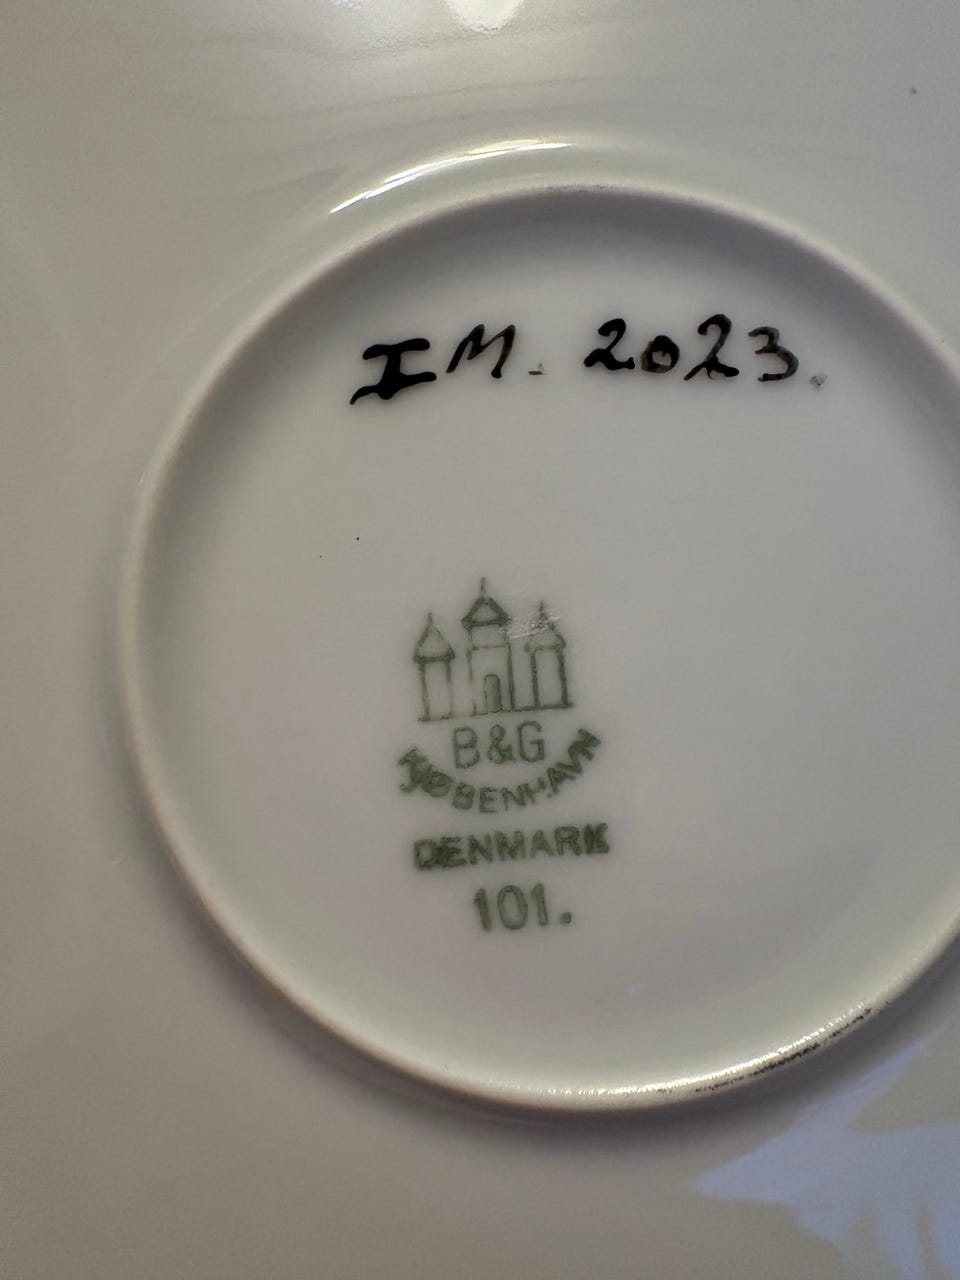 IM. 2023.
B&G
KJØBENHAVN
DENMARK
101.